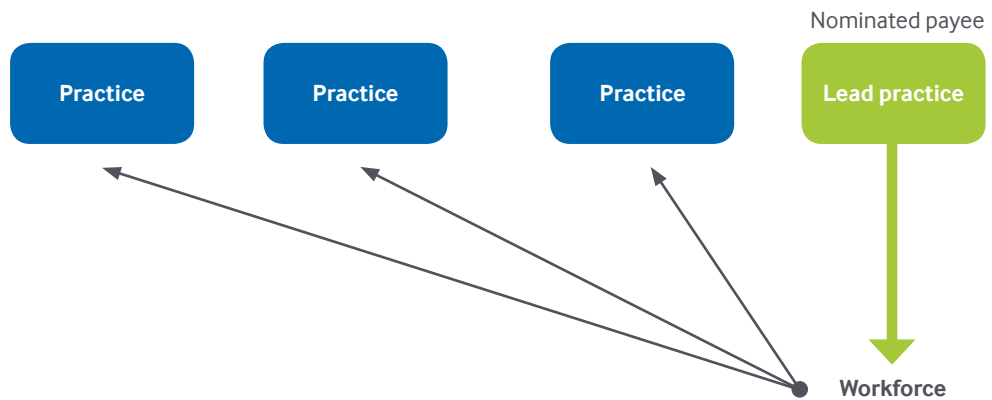 Nominated payee
Practice
Practice
Practice
Lead practice
Workforce